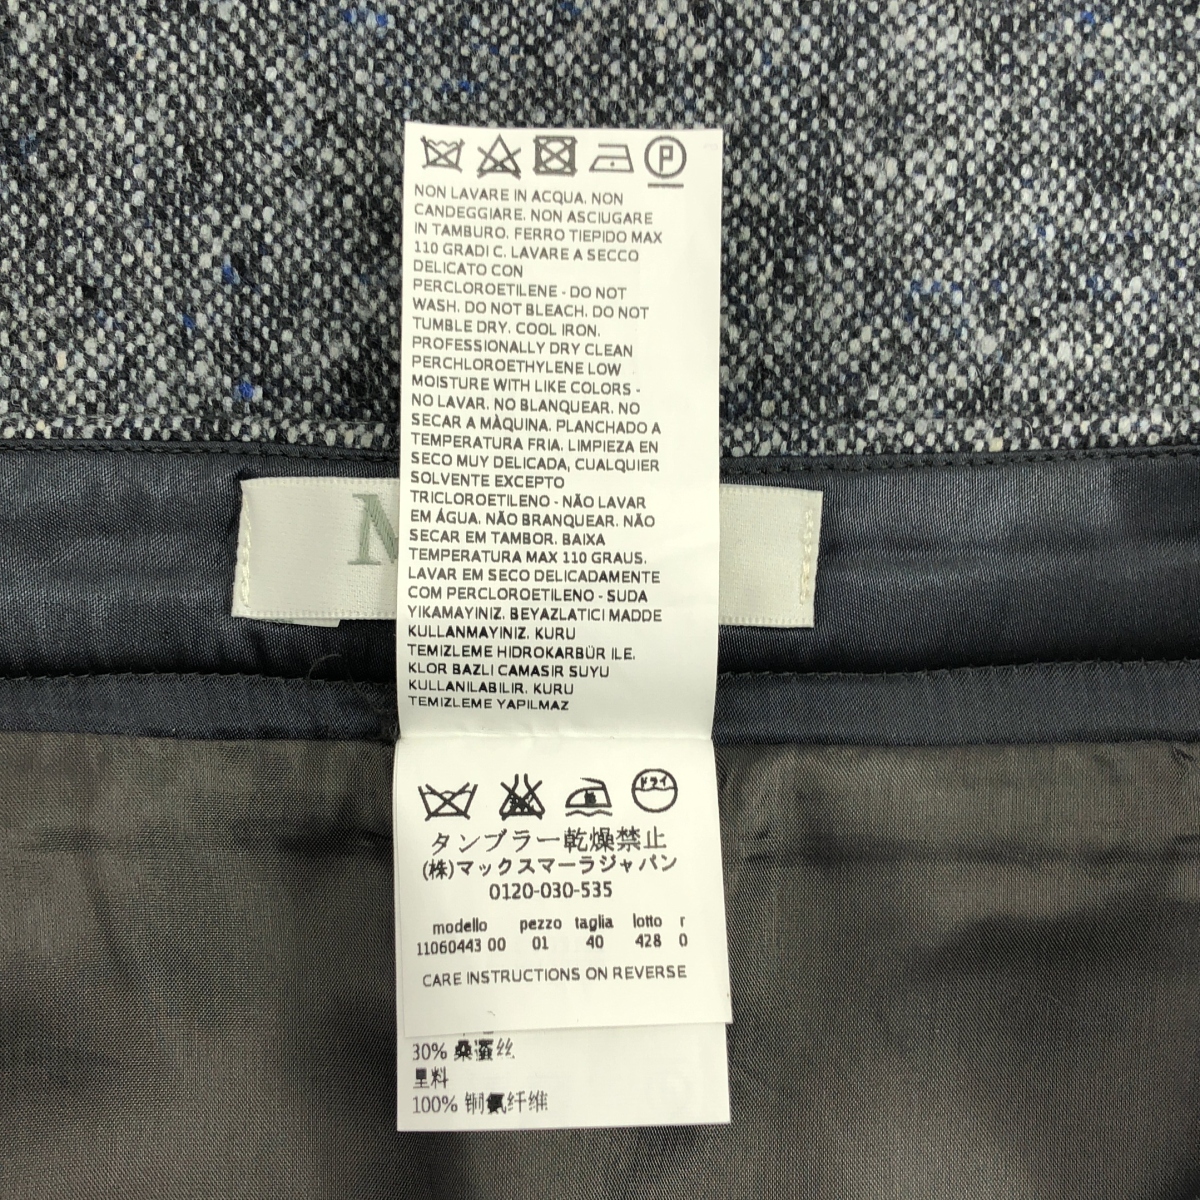 P
NON LAVARE IN ACQUA. NON
CANDEGGIARE. NON ASCIUGARE
IN TAMBURO. FERRO TIEPIDO MAX
110 GRADI C. LAVARE A SECCO
DELICATO CON
PERCLOROETILENE - DO NOT
WASH. DO NOT BLEACH. DO NOT
TUMBLE DRY. COOL IRON.
PROFESSIONALLY DRY CLEAN
PERCHLOROETHYLENE LOW
MOISTURE WITH LIKE COLORS -
NO LAVAR. NO BLANQUEAR. NO
SECAR A MÀQUINA. PLANCHADO A
TEMPERATURA FRIA. LIMPIEZA EN
SECO MUY DELICADA, CUALQUIER
SOLVENTE EXCEPTO
TRICLOROETILENO - NÃO LAVAR
EM ÁGUA. NÃO BRANQUEAR. NÃO
SECAR EM TAMBOR. BAIXA
TEMPERATURA MAX 110 GRAUS.
LAVAR EM SECO DELICADAMENTE
COM PERCLOROETILENO - SUDA
YIKAMAYINIZ. BEYAZLATICI MADDE
KULLANMAYINIZ. KURU
TEMIZLEME HIDROKARBÜR ILE.
KLOR BAZLI CAMASIR SUYU
KULLANILABILIR. KURU
TEMIZLEME YAPILMAZ
M
ドライ
タンブラー乾燥禁止
(株)マックスマーラジャパン
0120-030-535
modello pezzo taglia lotto r
11060443 00 01 40 428 0
CARE INSTRUCTIONS ON REVERSE
30% 桑蚕丝
里料
100% 铜氨纤维